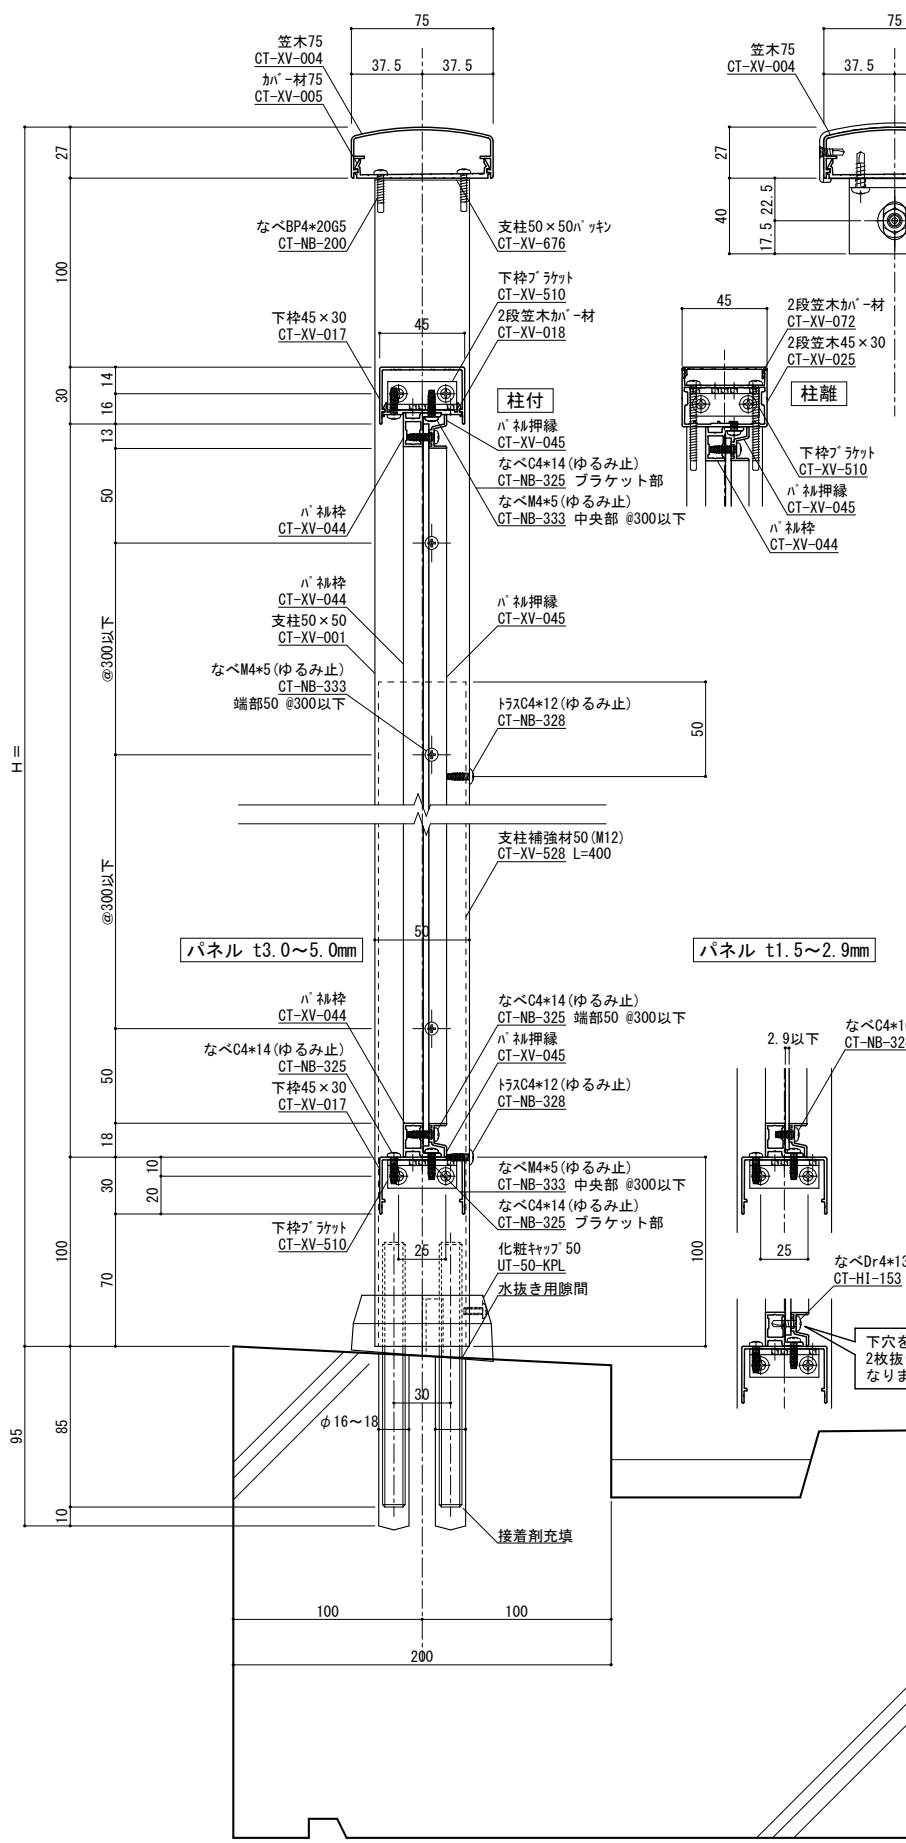 75
37.5
37.5
笠木75
CT-XV-004
ｶﾊﾞｰ材75
CT-XV-005
27
なべBP4*20G5
CT-NB-200
支柱50×50ﾊﾟｯｷﾝ
CT-XV-676
100
下枠ﾌﾞﾗｹｯﾄ
CT-XV-510
下枠45×30
CT-XV-017
45
2段笠木ｶﾊﾞｰ材
CT-XV-018
30
14
16
13
柱付
ﾊﾟﾈﾙ押縁
CT-XV-045
なべC4*14(ゆるみ止)
CT-NB-325 ブラケット部
なべM4*5(ゆるみ止)
CT-NB-333 中央部 @300以下
50
ﾊﾟﾈﾙ枠
CT-XV-044
@300以下
ﾊﾟﾈﾙ枠
CT-XV-044
支柱50×50
CT-XV-001
なべM4*5(ゆるみ止)
CT-NB-333
端部50 @300以下
ﾊﾟﾈﾙ押縁
CT-XV-045
ﾄﾗｽC4*12(ゆるみ止)
CT-NB-328
50
H=
支柱補強材50(M12)
CT-XV-528 L=400
@300以下
50
パネル t3.0～5.0mm
ﾊﾟﾈﾙ枠
CT-XV-044
なべC4*14(ゆるみ止)
CT-NB-325
下枠45×30
CT-XV-017
なべC4*14(ゆるみ止)
CT-NB-325 端部50 @300以下
ﾊﾟﾈﾙ押縁
CT-XV-045
ﾄﾗｽC4*12(ゆるみ止)
CT-NB-328
50
18
30
10
20
なべM4*5(ゆるみ止)
CT-NB-333 中央部 @300以下
なべC4*14(ゆるみ止)
CT-NB-325 ブラケット部
下枠ﾌﾞﾗｹｯﾄ
CT-XV-510
25
化粧ｷｬｯﾌﾟ50
UT-50-KPL
水抜き用隙間
100
70
100
30
φ16～18
95
85
10
接着剤充填
100
100
200
75
37.5
笠木75
CT-XV-004
27
40
22.5
17.5
45
2段笠木ｶﾊﾞｰ材
CT-XV-072
2段笠木45×30
CT-XV-025
柱離
下枠ﾌﾞﾗｹｯﾄ
CT-XV-510
ﾊﾟﾈﾙ押縁
CT-XV-045
ﾊﾟﾈﾙ枠
CT-XV-044
パネル t1.5～2.9mm
2.9以下
なべC4*1
CT-NB-32
25
なべDr4*13
CT-HI-153
下穴を
2枚抜
なりま